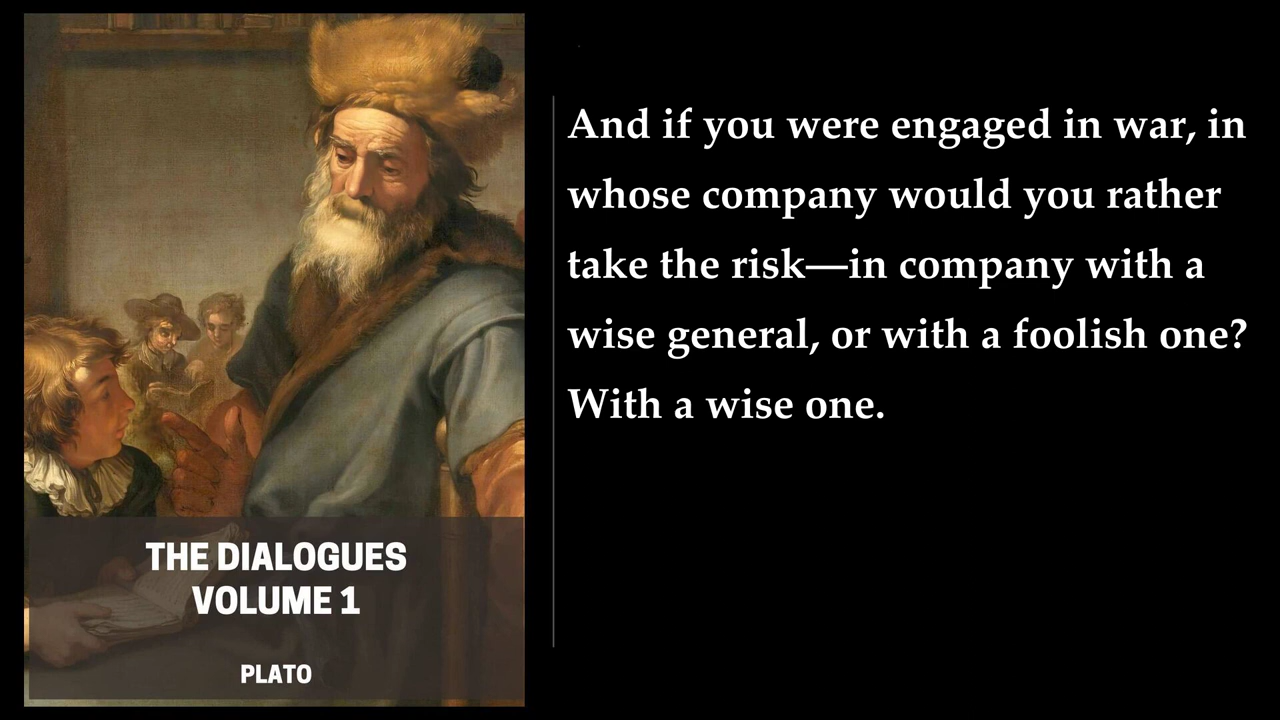 THE DIALOGUES
VOLUME 1
PLATO
And if you were engaged in war, in
whose company would you rather
take the risk—in company with a
wise general, or with a foolish one?
With a wise one.